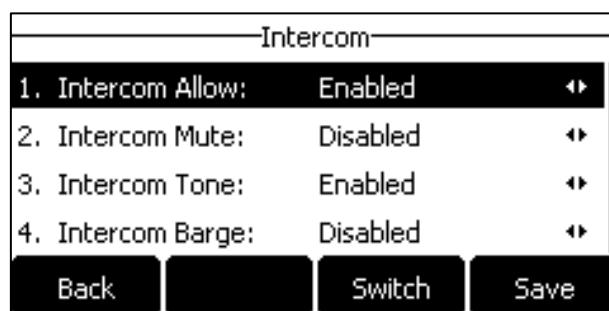 Intercom
1. Intercom Allow: Enabled
2. Intercom Mute: Disabled
3. Intercom Tone: Enabled
4. Intercom Barge: Disabled
Back Switch Save